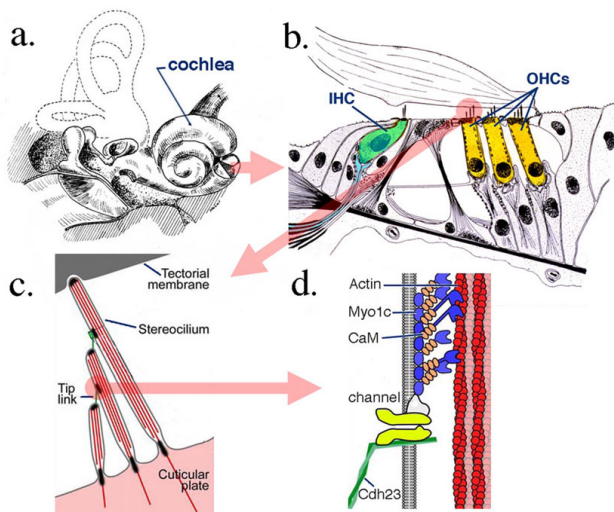 a.
cochlea
b.
OHCs
IHC
c.
Tectorial
membrane
Stereocilium
Tip
link
Cuticular
plate
d.
Actin
Myo1c
CaM
channel
Cdh23